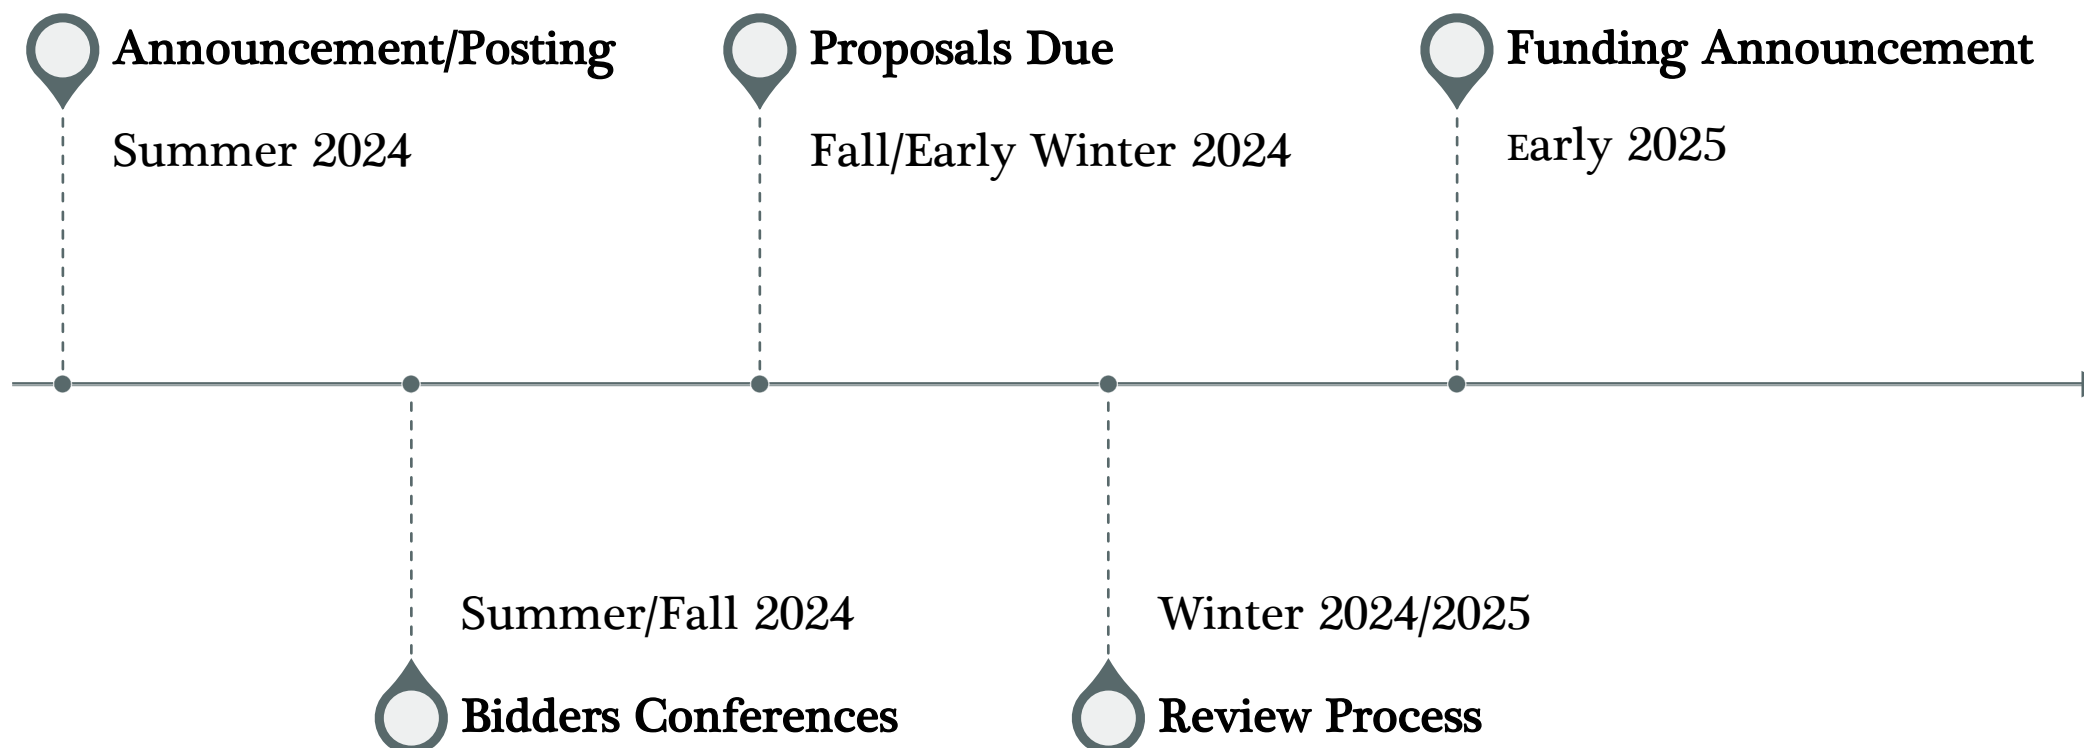 Announcement/Posting
Summer 2024
Proposals Due
Fall/Early Winter 2024
Funding Announcement
Early 2025
Summer/Fall 2024
Bidders Conferences
Winter 2024/2025
Review Process